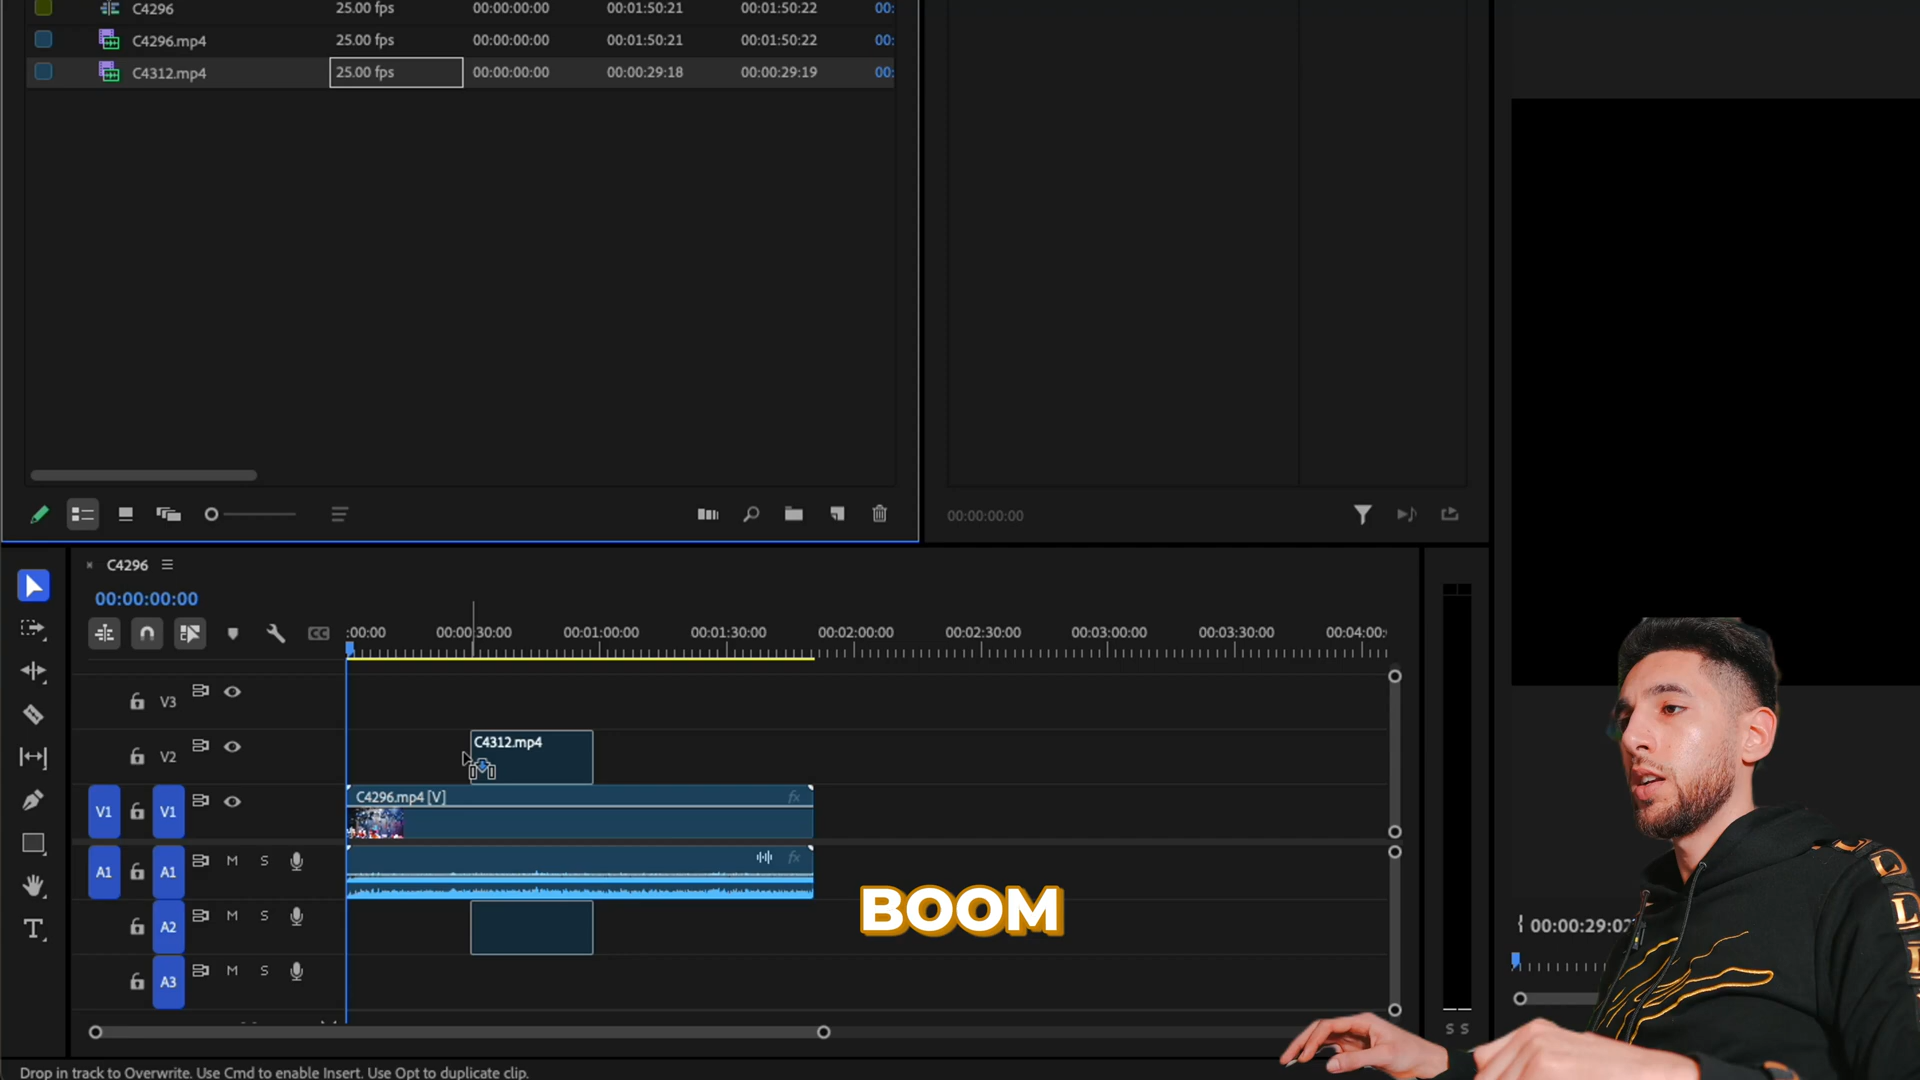 C4296 25.00 fps 00:00:00:00 00:01:50:21 00:01:50:22 00:
C4296.mp4 25.00 fps 00:00:00:00 00:01:50:21 00:01:50:22 00:
C4312.mp4 25.00 fps 00:00:00:00 00:00:29:18 00:00:29:19 00:
00:00:00:00
× C4296
00:00:00:00
CC
:00:00 00:00:30:00 00:01:00:00 00:01:30:00 00:02:00:00 00:02:30:00 00:03:00:00 00:03:30:00 00:04:00:
V3
V2
C4312.mp4
V1 V1
C4296.mp4 [V] fx
A1 A1 M S fx
A2 M S
A3 M S
BOOM
00:00:29:0
S S
Drop in track to Overwrite. Use Cmd to enable Insert. Use Opt to duplicate clip.